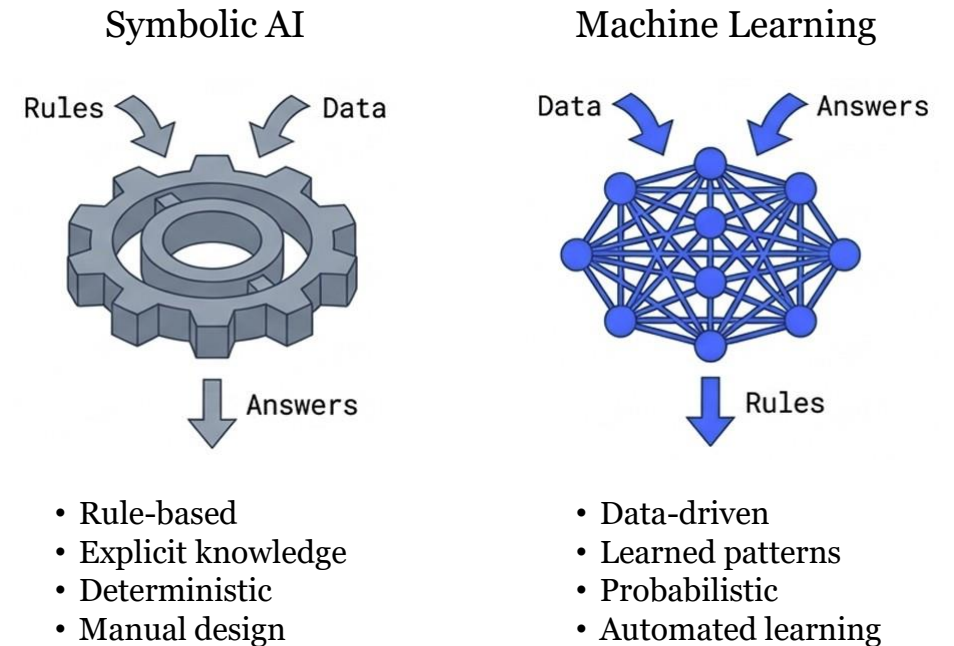 Symbolic AI
Rules
Data
Answers
• Rule-based
• Explicit knowledge
• Deterministic
• Manual design
Machine Learning
Data
Answers
Rules
• Data-driven
• Learned patterns
• Probabilistic
• Automated learning